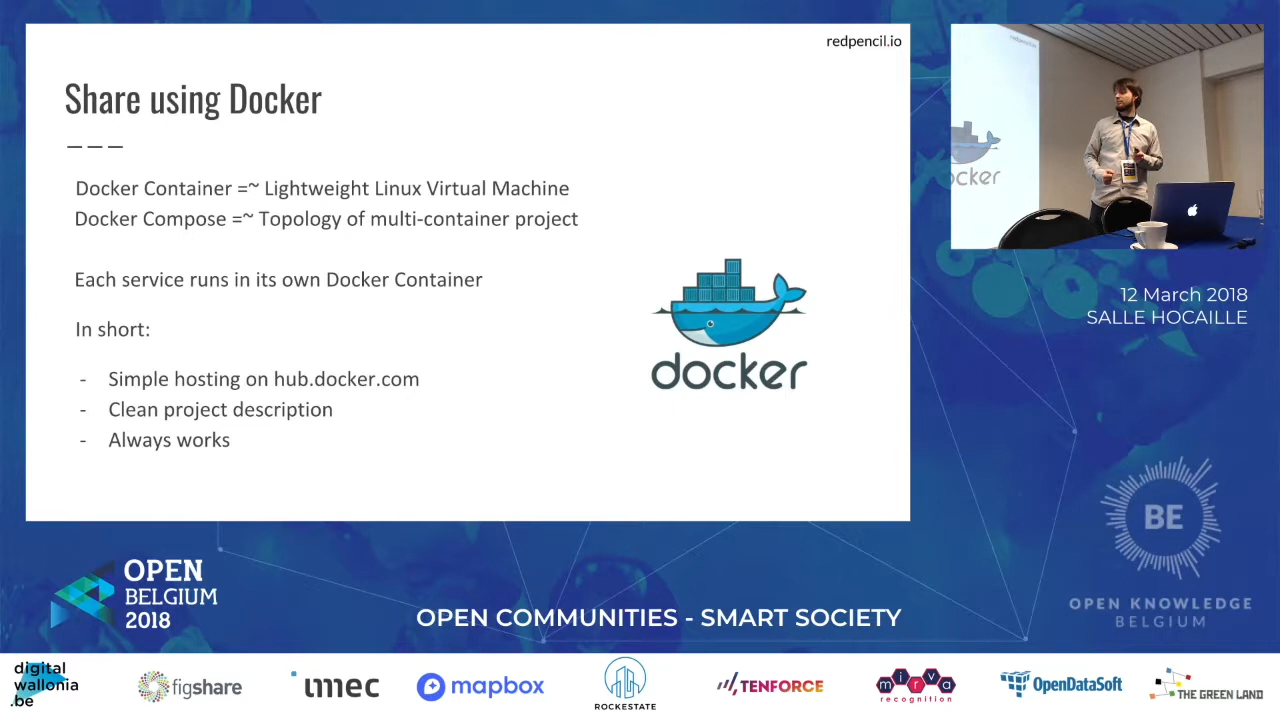 redpencil.io
Share using Docker
Docker Container =~ Lightweight Linux Virtual Machine
Docker Compose =~ Topology of multi-container project
Each service runs in its own Docker Container
In short:
- Simple hosting on hub.docker.com
- Clean project description
- Always works
docker
redpencil.io
ocker
12 March 2018
SALLE HOCAILLE
BE
OPEN KNOWLEDGE
BELGIUM
OPEN
BELGIUM
2018
OPEN COMMUNITIES - SMART SOCIETY
digital
wallonia
.be
figshare
imec
mapbox
ROCKESTATE
TENFORCE
mirva
recognition
OpenDataSoft
THE GREEN LAND